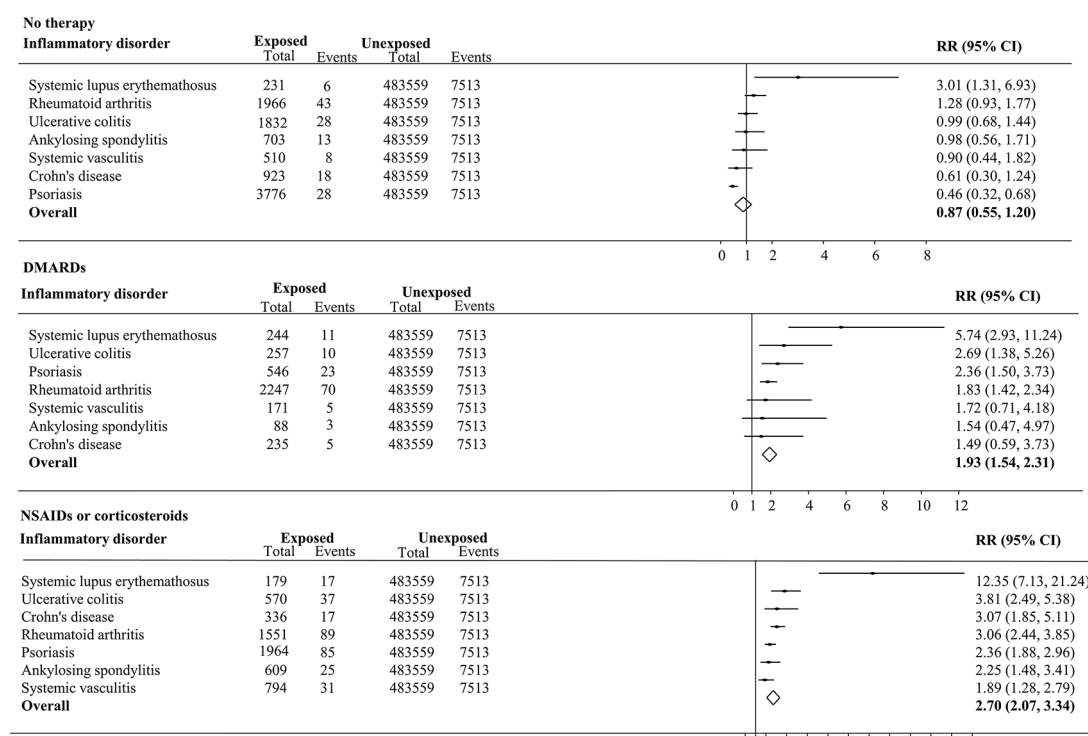 No therapy
Inflammatory disorder Exposed Unexposed RR (95% CI)
Total Events Total Events
Systemic lupus erythemathosus 231 6 483559 7513 3.01 (1.31, 6.93)
Rheumatoid arthritis 1966 43 483559 7513 1.28 (0.93, 1.77)
Ulcerative colitis 1832 28 483559 7513 0.99 (0.68, 1.44)
Ankylosing spondylitis 703 13 483559 7513 0.98 (0.56, 1.71)
Systemic vasculitis 510 8 483559 7513 0.90 (0.44, 1.82)
Crohn's disease 923 18 483559 7513 0.61 (0.30, 1.24)
Psoriasis 3776 28 483559 7513 0.46 (0.32, 0.68)
Overall 0.87 (0.55, 1.20)
0 1 2 4 6 8
DMARDs
Inflammatory disorder Exposed Unexposed RR (95% CI)
Total Events Total Events
Systemic lupus erythemathosus 244 11 483559 7513 5.74 (2.93, 11.24)
Ulcerative colitis 257 10 483559 7513 2.69 (1.38, 5.26)
Psoriasis 546 23 483559 7513 2.36 (1.50, 3.73)
Rheumatoid arthritis 2247 70 483559 7513 1.83 (1.42, 2.34)
Systemic vasculitis 171 5 483559 7513 1.72 (0.71, 4.18)
Ankylosing spondylitis 88 3 483559 7513 1.54 (0.47, 4.97)
Crohn's disease 235 5 483559 7513 1.49 (0.59, 3.73)
Overall 1.93 (1.54, 2.31)
0 1 2 4 6 8 10 12
NSAIDs or corticosteroids
Inflammatory disorder Exposed Unexposed RR (95% CI)
Total Events Total Events
Systemic lupus erythemathosus 179 17 483559 7513 12.35 (7.13, 21.24)
Ulcerative colitis 570 37 483559 7513 3.81 (2.49, 5.38)
Crohn's disease 336 17 483559 7513 3.07 (1.85, 5.11)
Rheumatoid arthritis 1551 89 483559 7513 3.06 (2.44, 3.85)
Psoriasis 1964 85 483559 7513 2.36 (1.88, 2.96)
Ankylosing spondylitis 609 25 483559 7513 2.25 (1.48, 3.41)
Systemic vasculitis 794 31 483559 7513 1.89 (1.28, 2.79)
Overall 2.70 (2.07, 3.34)